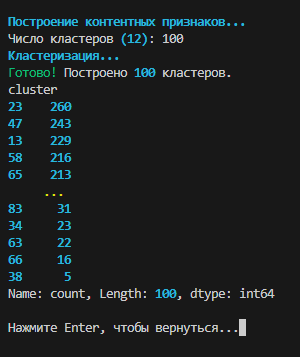 Построение контентных признаков...
Число кластеров (12): 100
Кластеризация...
Готово! Построено 100 кластеров.
cluster
23    260
47    243
13    229
58    216
65    213
     ...
83     31
34     23
63     22
66     16
38      5
Name: count, Length: 100, dtype: int64
Нажмите Enter, чтобы вернуться...